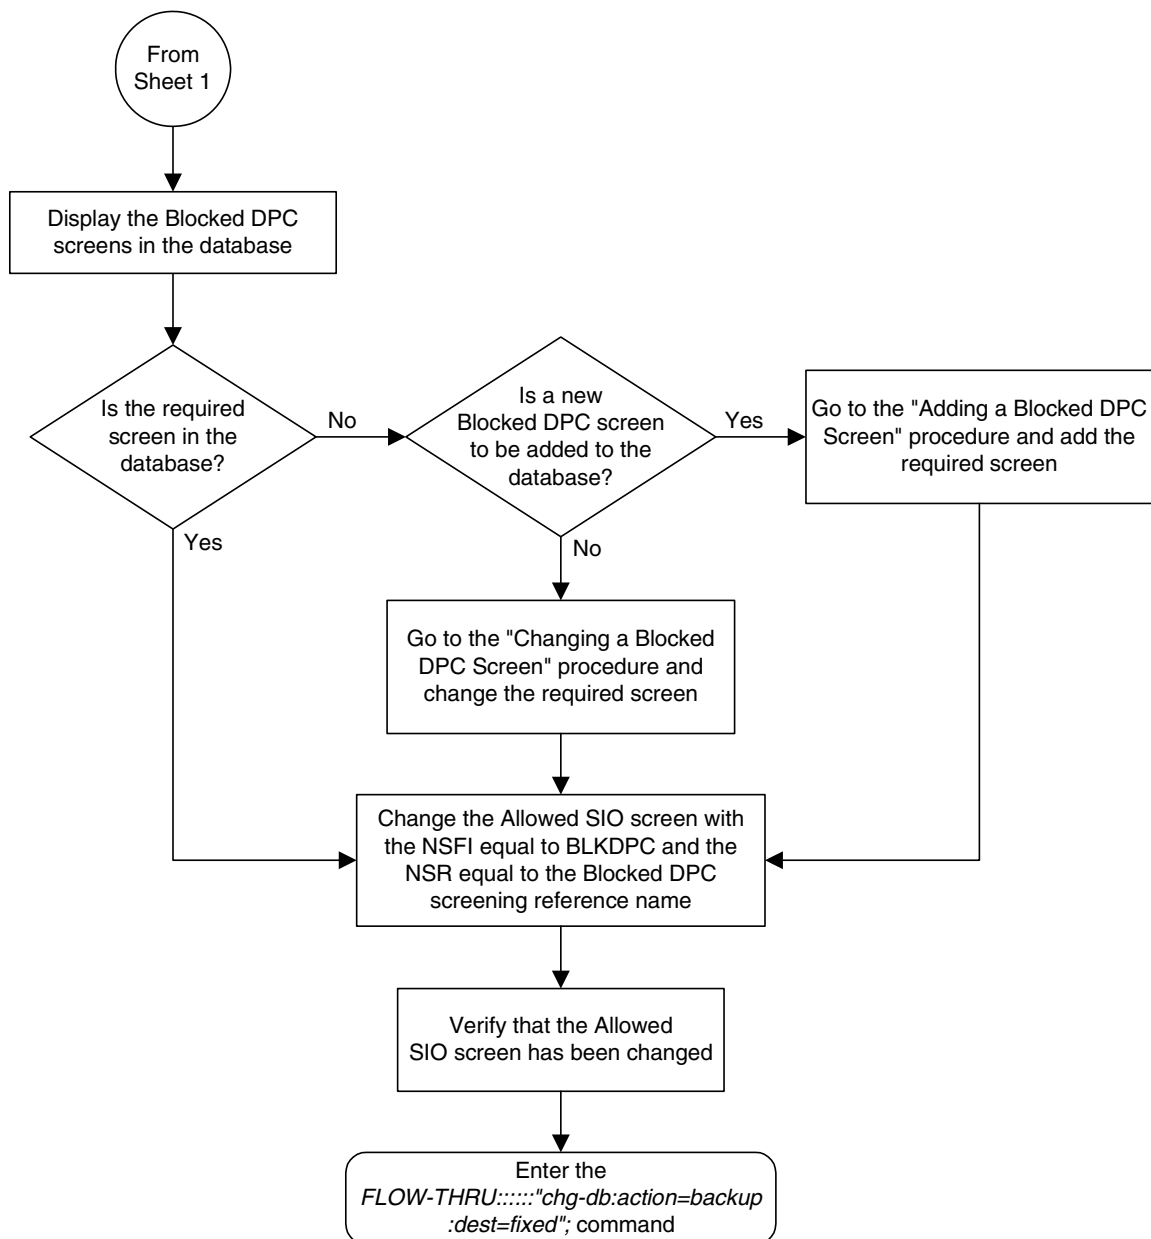 From
Sheet 1
Display the Blocked DPC
screens in the database
Is the required
screen in the
database?
No
Yes
Is a new
Blocked DPC screen
to be added to the
database?
Yes
No
Go to the "Adding a Blocked DPC
Screen" procedure and add the
required screen
Go to the "Changing a Blocked
DPC Screen" procedure and
change the required screen
Change the Allowed SIO screen with
the NSFI equal to BLKDPC and the
NSR equal to the Blocked DPC
screening reference name
Verify that the Allowed
SIO screen has been changed
Enter the
FLOW-THRU::::::"chg-db:action=backup
:dest=fixed"; command